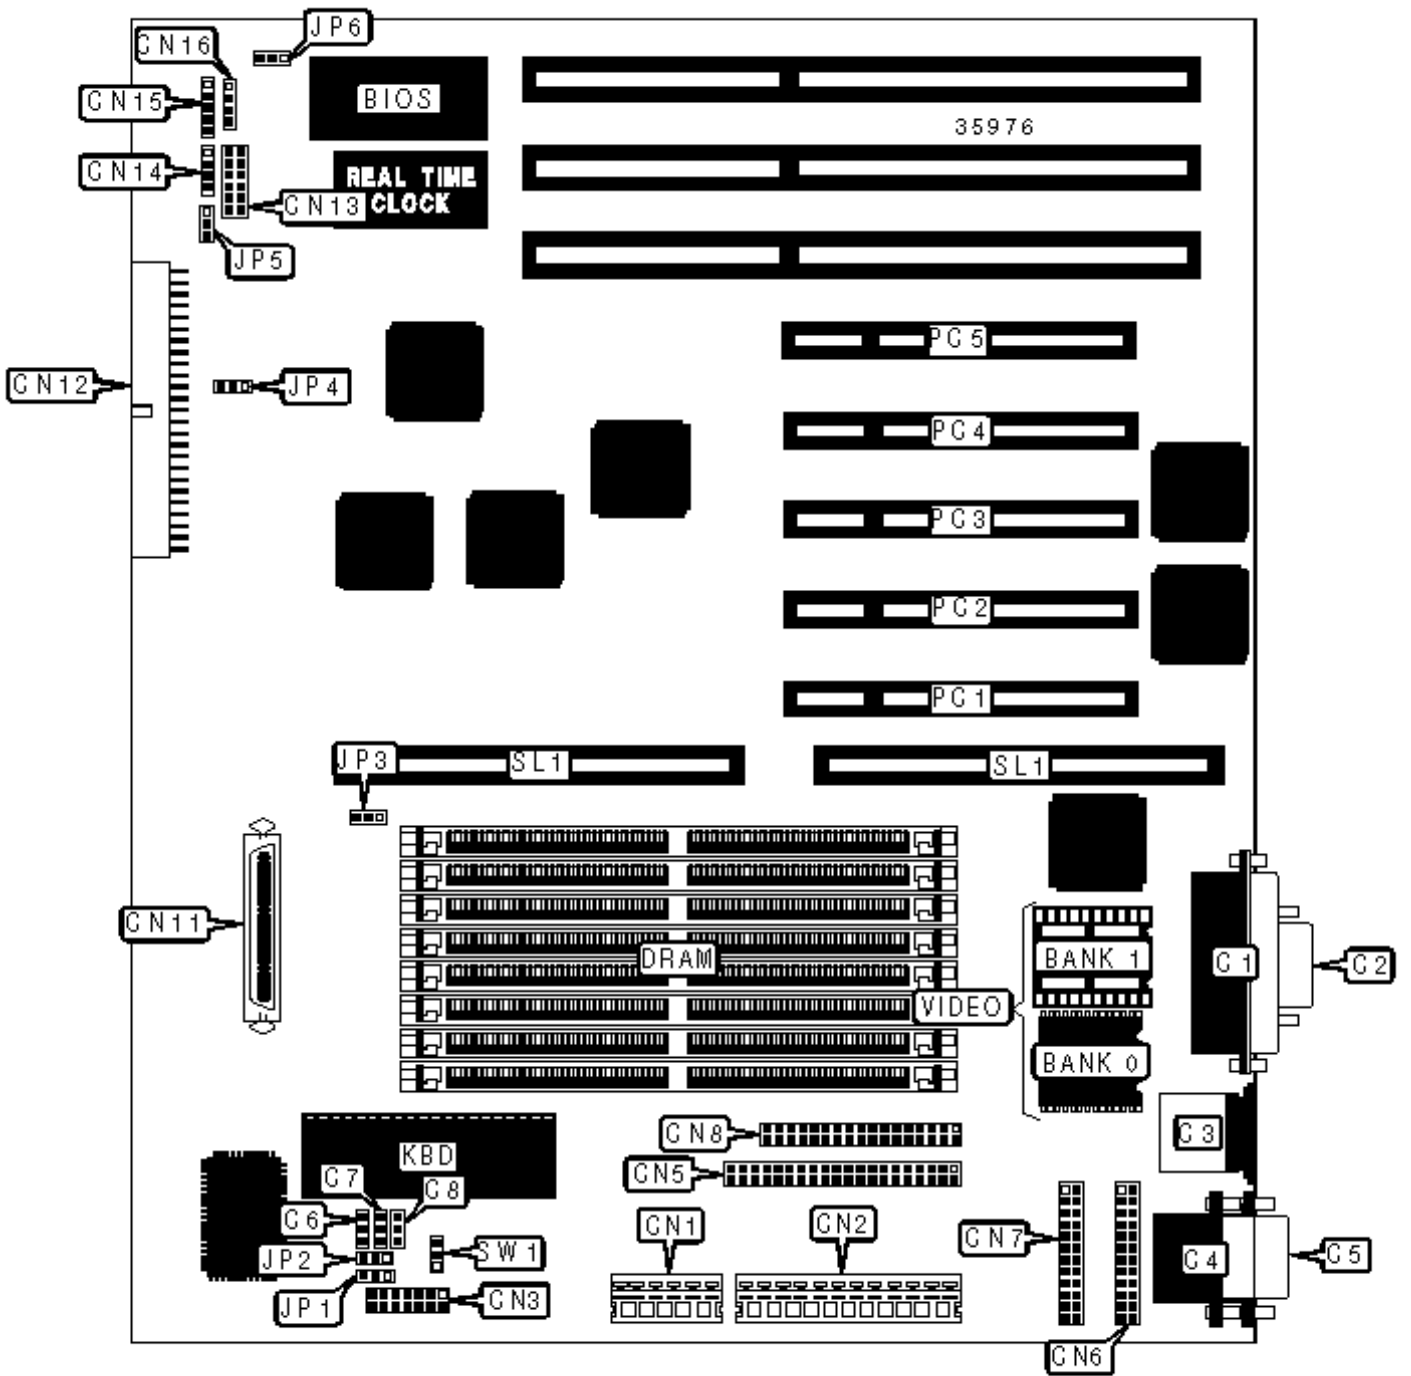 JP6
CN16
CN15
BIOS
35976
CN14
REAL TIME
CLOCK
CN13
JP5
PC5
CN12
JP4
PC4
PC3
PC2
PC1
JP3
SL1
SL1
CN11
DRAM
BANK 1
C1
C2
VIDEO
BANK 0
CN8
C3
KBD
CN5
C7
C8
C6
CN1
CN2
CN7
SW1
JP2
C4
C5
JP1
CN3
CN6